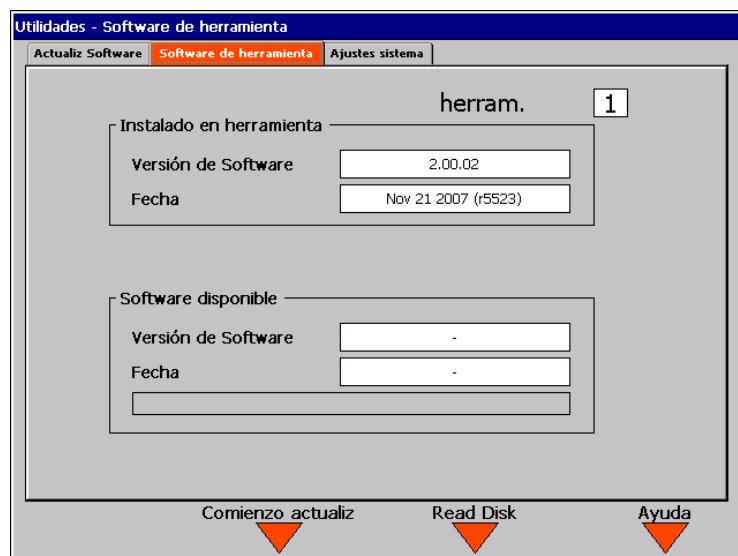 Utilidades - Software de herramienta
Actualiz Software Software de herramienta Ajustes sistema
herram. 1
Instalado en herramienta
Versión de Software 2.00.02
Fecha Nov 21 2007 (r5523)
Software disponible
Versión de Software -
Fecha -
Comienzo actualiz Read Disk Ayuda